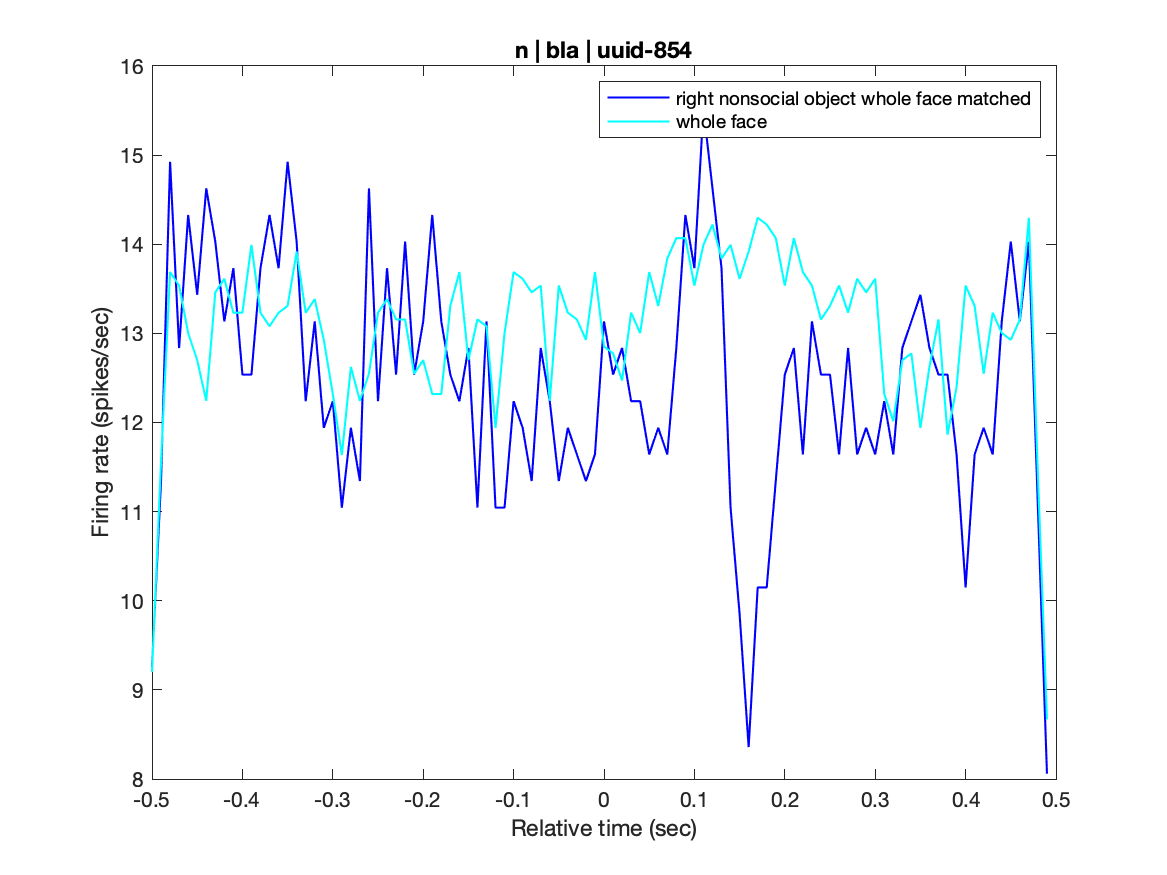 n | bla | uuid-854
right nonsocial object whole face matched
whole face
16
15
14
13
12
11
10
9
8
Firing rate (spikes/sec)
-0.5 -0.4 -0.3 -0.2 -0.1 0 0.1 0.2 0.3 0.4 0.5
Relative time (sec)